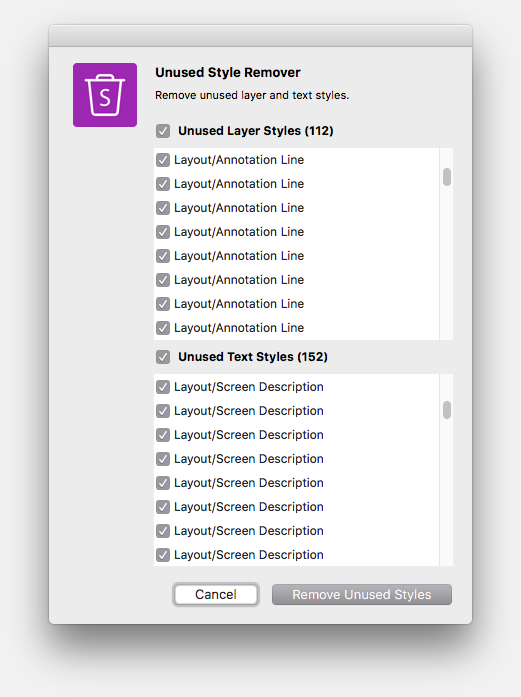 S
Unused Style Remover
Remove unused layer and text styles.
Unused Layer Styles (112)
Layout/Annotation Line
Layout/Annotation Line
Layout/Annotation Line
Layout/Annotation Line
Layout/Annotation Line
Layout/Annotation Line
Layout/Annotation Line
Layout/Annotation Line
Unused Text Styles (152)
Layout/Screen Description
Layout/Screen Description
Layout/Screen Description
Layout/Screen Description
Layout/Screen Description
Layout/Screen Description
Layout/Screen Description
Layout/Screen Description
Cancel
Remove Unused Styles